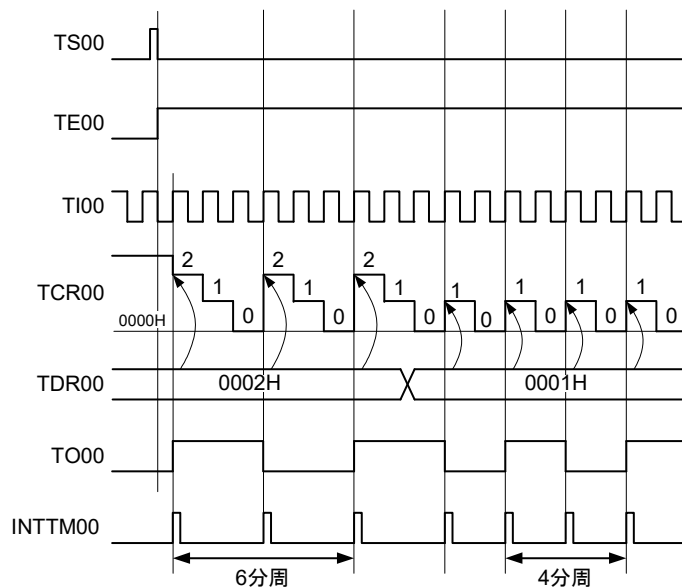 TS00
TE00
TI00
2 2 2
1 1 1 1 1 1 1
TCR00
0 0 0 0 0 0 0
0000H
TDR00 0002H 0001H
TO00
INTTM00
6分周 4分周